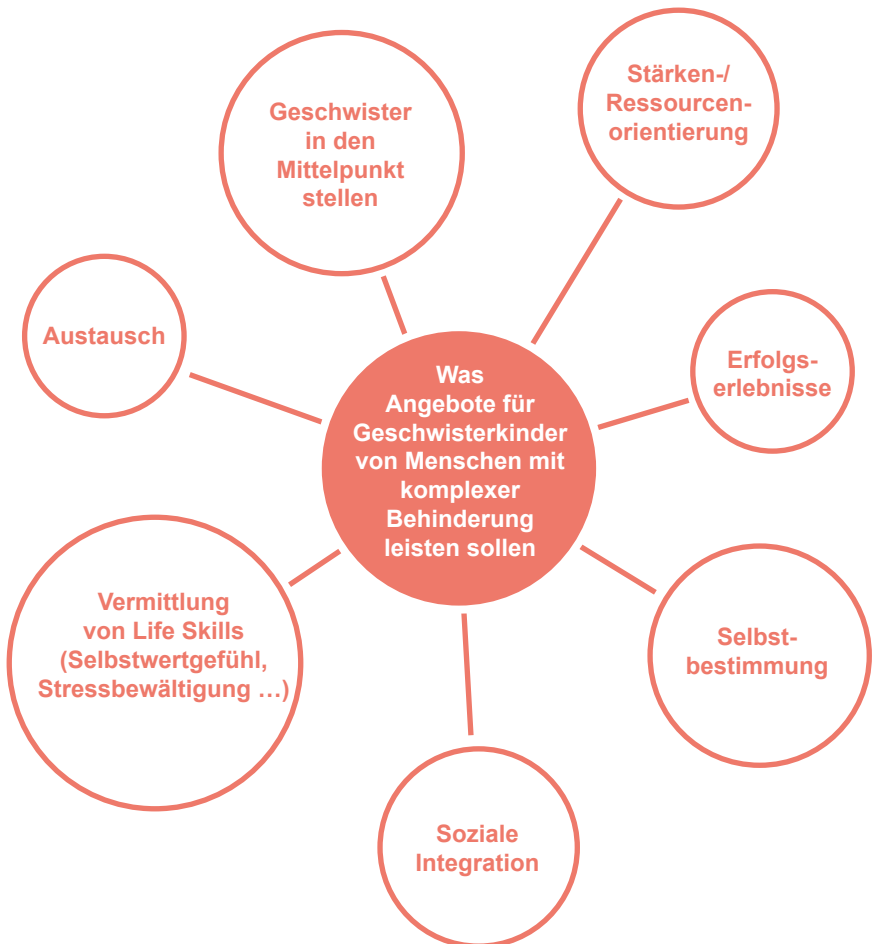 Geschwister
in den
Mittelpunkt
stellen
Stärken-/
Ressourcen-
orientierung
Austausch
Erfolgs-
erlebnisse
Was
Angebote für
Geschwisterkinder
von Menschen mit
komplexer
Behinderung
leisten sollen
Vermittlung
von Life Skills
(Selbstwertgefühl,
Stressbewältigung …)
Selbst-
bestimmung
Soziale
Integration